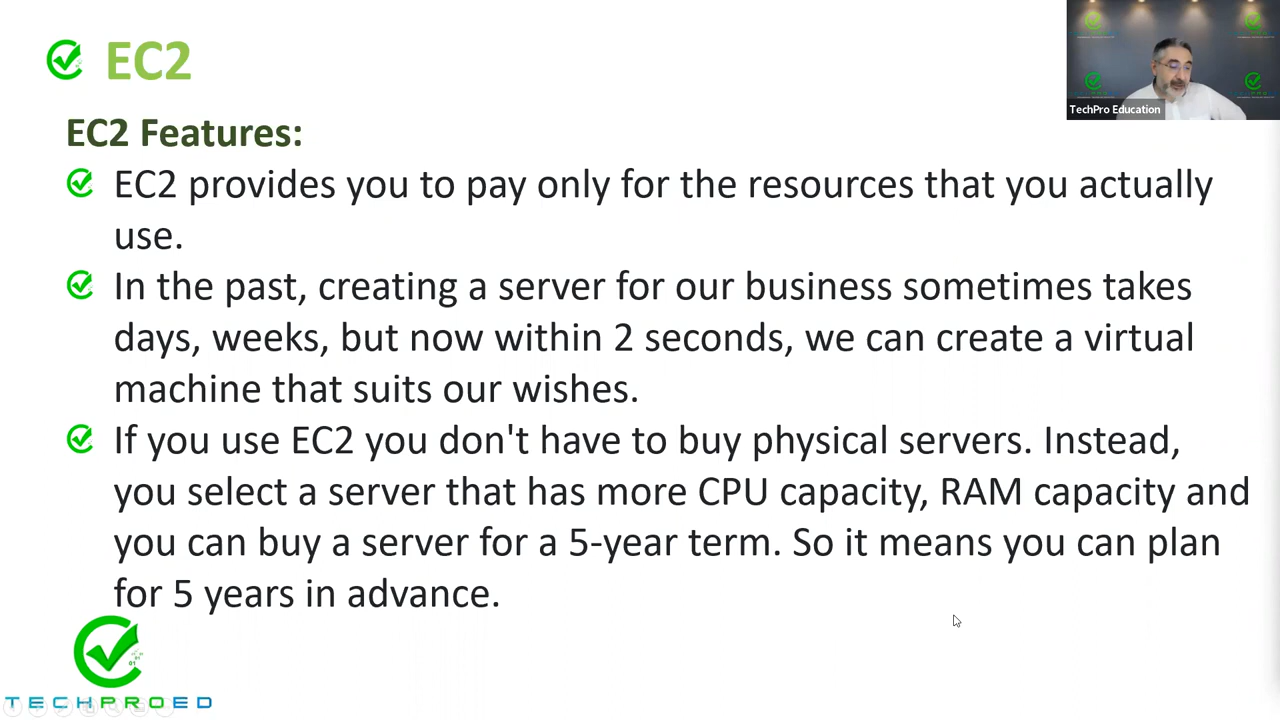 EC2
TechPro Education
EC2 Features:
EC2 provides you to pay only for the resources that you actually
use.
In the past, creating a server for our business sometimes takes
days, weeks, but now within 2 seconds, we can create a virtual
machine that suits our wishes.
If you use EC2 you don't have to buy physical servers. Instead,
you select a server that has more CPU capacity, RAM capacity and
you can buy a server for a 5-year term. So it means you can plan
for 5 years in advance.
TECHPROED